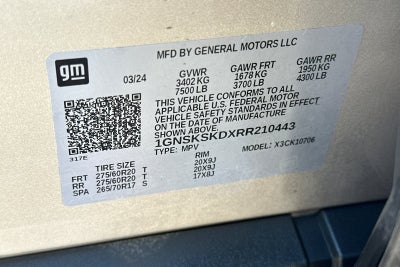 gm
MFD BY GENERAL MOTORS LLC
03/24
GVWR GAWR FRT GAWR RR
3402 KG 1678 KG 1950 KG
7500 LB 3700 LB 4300 LB
THIS VEHICLE CONFORMS TO ALL
APPLICABLE U.S. FEDERAL MOTOR
VEHICLE SAFETY STANDARDS IN EFFECT
ON THE DATE OF MANUFACTURE
1GNSKSKDXRR210443
TYPE: MPV MODEL: X3CK10706
317E
TIRE SIZE RIM
FRT 275/60R20 T 20X9J
RR 275/60R20 T 20X9J
SPA 265/70R17 S 17X8J